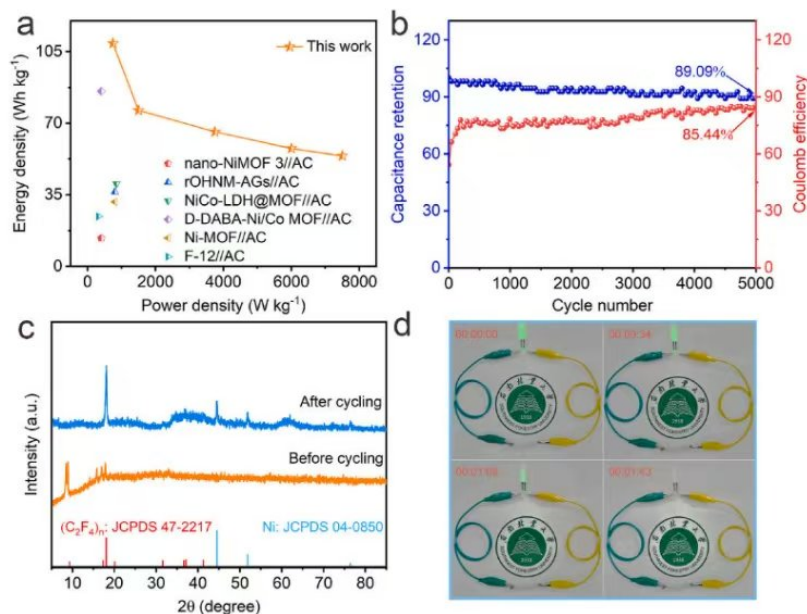 a
Energy density (Wh kg⁻¹)
105
70
35
0
This work
nano-NiMOF 3//AC
rOHNM-AGs//AC
NiCo-LDH@MOF//AC
D-DABA-Ni/Co MOF//AC
Ni-MOF//AC
F-12//AC
0 2000 4000 6000 8000
Power density (W kg⁻¹)
b
Capacitance retention
120
90
60
30
0
89.09%
85.44%
120
90
60
30
0
Coulomb efficiency
0 1000 2000 3000 4000 5000
Cycle number
c
Intensity (a.u.)
After cycling
Before cycling
(C₂F₄)ₙ: JCPDS 47-2217
Ni: JCPDS 04-0850
10 20 30 40 50 60 70 80
2θ (degree)
d
00:00:00